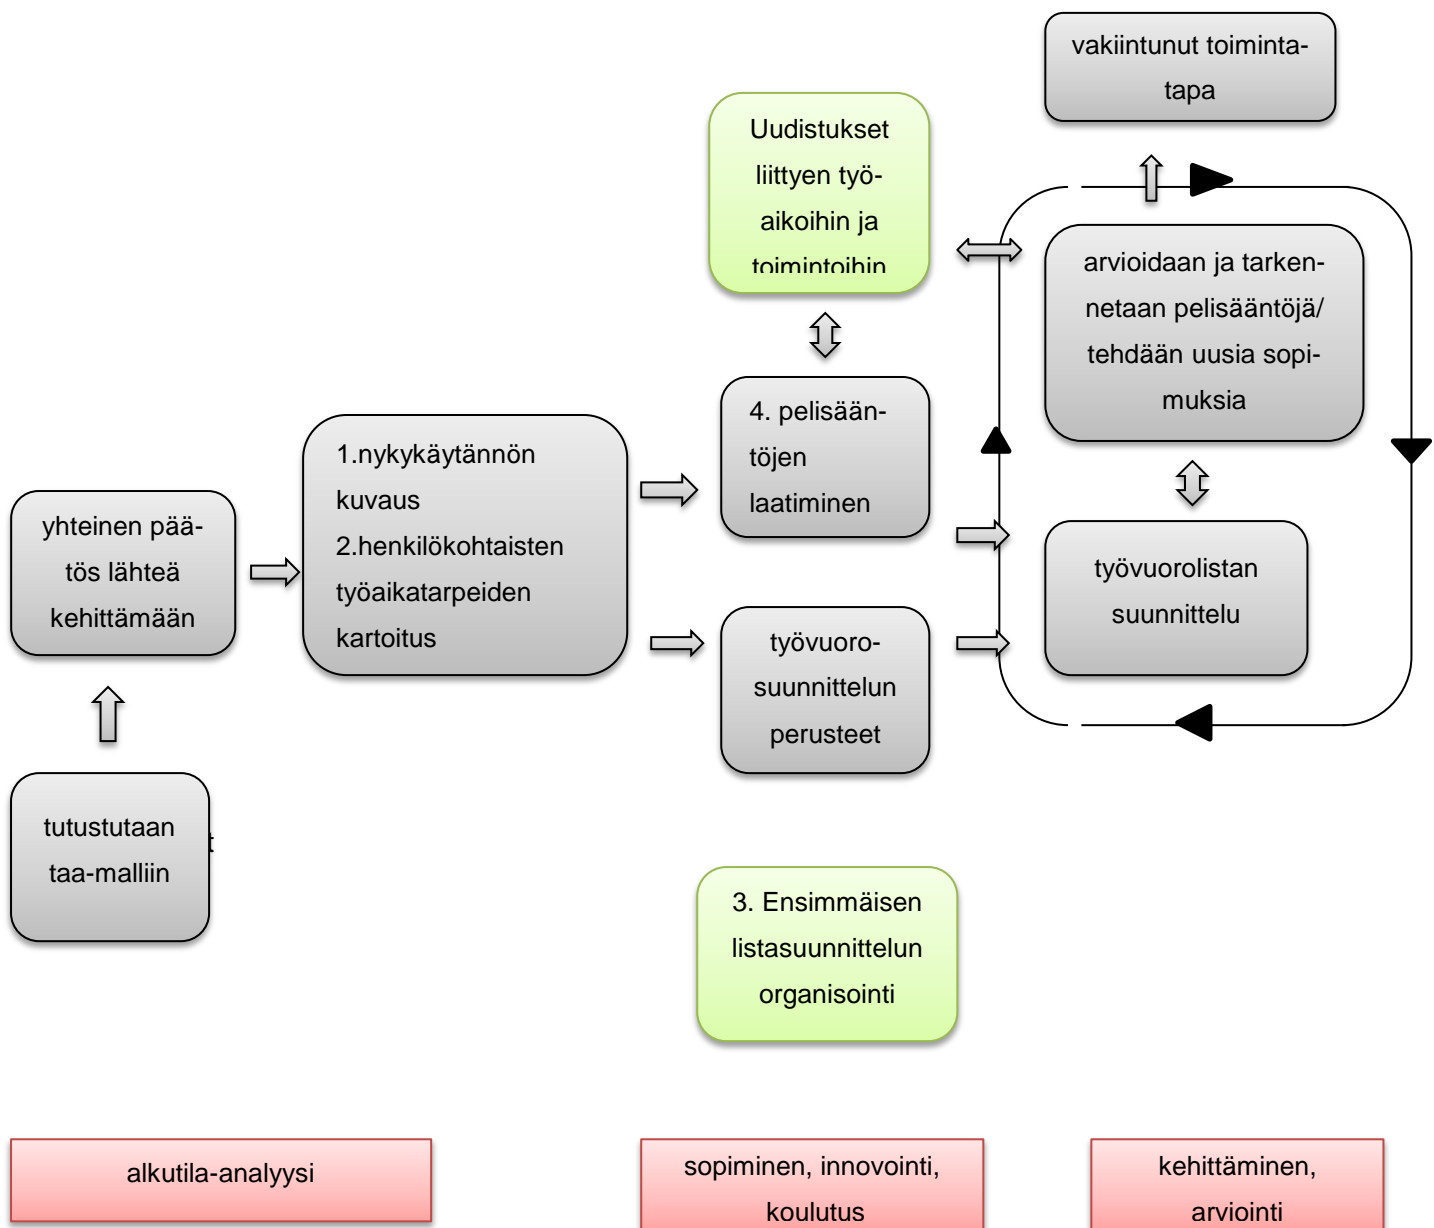 vakiintunut toiminta-
tapa
Uudistukset
liittyen työ-
aikoihin ja
toimintoihin
arvioidaan ja tarken-
netaan pelisääntöjä/
tehdään uusia sopi-
muksia
4. pelisään-
töjen
laatiminen
1.nykykäytännön
kuvaus
2.henkilökohtaisten
työaikatarpeiden
kartoitus
yhteinen pää-
tös lähteä
kehittämään
työvuorolistan
suunnittelu
työvuoro-
suunnittelun
perusteet
tutustutaan
taa-malliin
t
3. Ensimmäisen
listasuunnittelun
organisointi
alkutila-analyysi
sopiminen, innovointi,
koulutus
kehittäminen,
arviointi